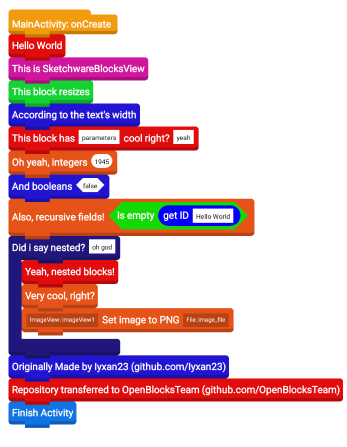 MainActivity: onCreate
Hello World
This is SketchwareBlocksView
This block resizes
According to the text's width
This block has parameters cool right? yeah
Oh yeah, integers 1945
And booleans false
Also, recursive fields! Is empty get ID Hello World
Did i say nested? oh god
Yeah, nested blocks!
Very cool, right?
ImageView: imageView1 Set image to PNG File: image_file
Originally Made by Iyxan23 (github.com/Iyxan23)
Repository transferred to OpenBlocksTeam (github.com/OpenBlocksTeam)
Finish Activity